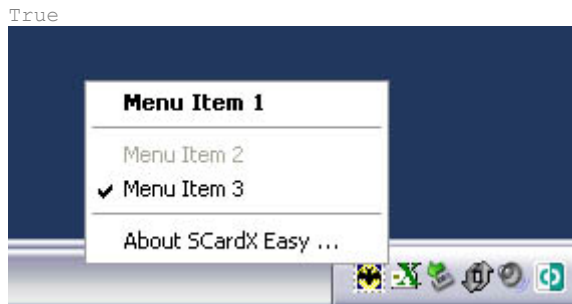 True
Menu Item 1
Menu Item 2
Menu Item 3
About SCardX Easy ...